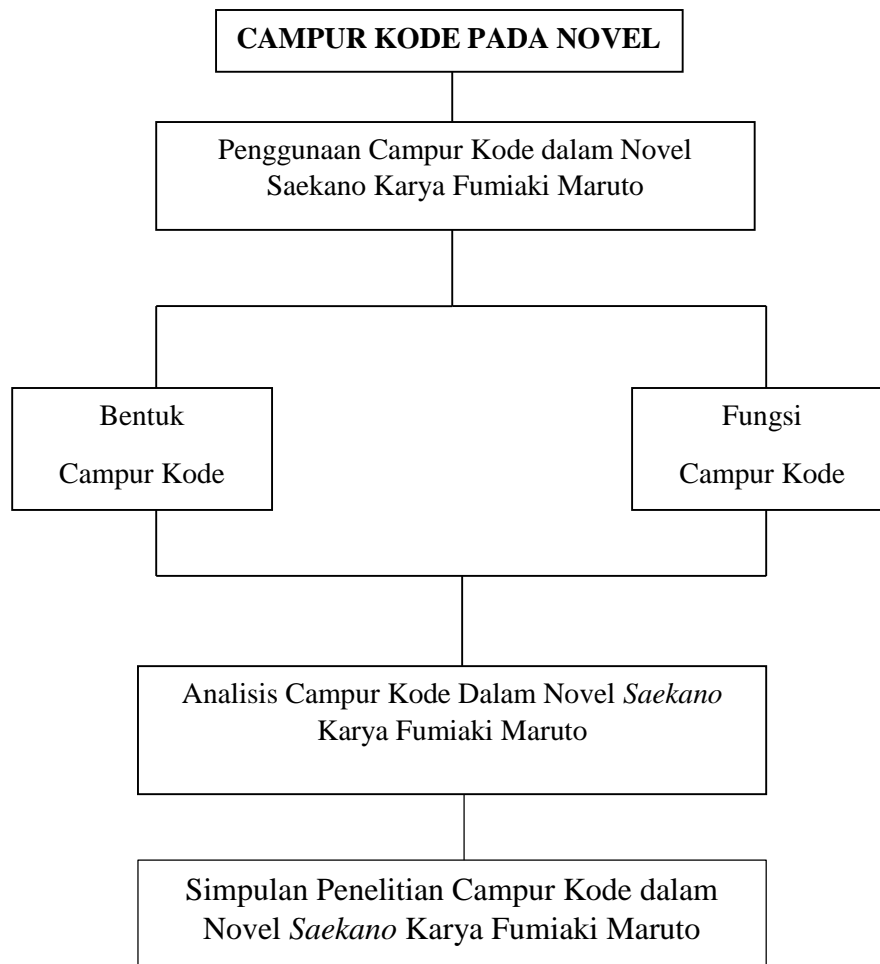 CAMPUR KODE PADA NOVEL
Penggunaan Campur Kode dalam Novel
Saekano Karya Fumiaki Maruto
Bentuk
Campur Kode
Fungsi
Campur Kode
Analisis Campur Kode Dalam Novel Saekano
Karya Fumiaki Maruto
Simpulan Penelitian Campur Kode dalam
Novel Saekano Karya Fumiaki Maruto